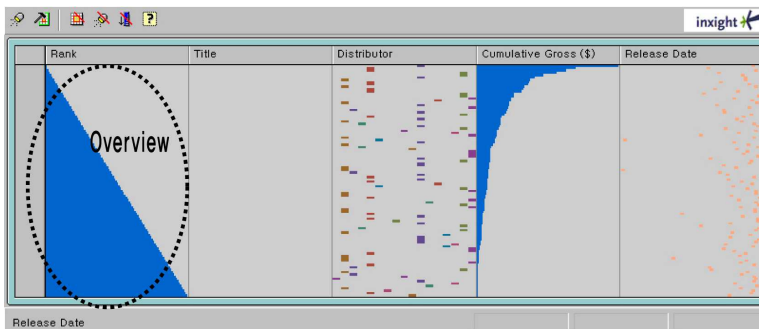 inxight
Rank Title Distributor Cumulative Gross ($) Release Date
Overview
Release Date